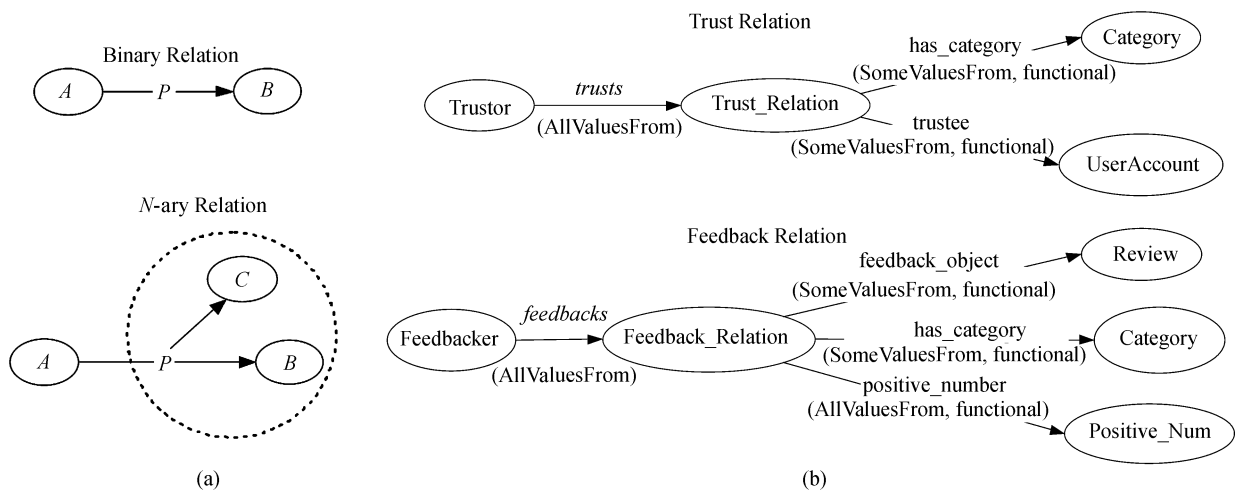 Binary Relation
A
P
B
N-ary Relation
C
A
P
B
(a)
Trust Relation
has_category
Category
(SomeValuesFrom, functional)
trusts
Trustor
Trust_Relation
(AllValuesFrom)
trustee
(SomeValuesFrom, functional)
UserAccount
Feedback Relation
feedback_object
Review
(SomeValuesFrom, functional)
feedbacks
Feedbacker
Feedback_Relation
has_category
Category
(AllValuesFrom)
(SomeValuesFrom, functional)
positive_number
(AllValuesFrom, functional)
Positive_Num
(b)